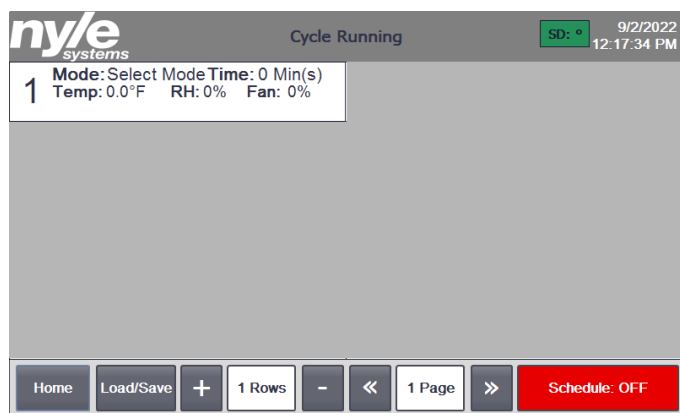 nyle
systems
Cycle Running
SD: °
9/2/2022
12:17:34 PM
1
Mode: Select Mode Time: 0 Min(s)
Temp: 0.0°F RH: 0% Fan: 0%
Home Load/Save + 1 Rows - « 1 Page » Schedule: OFF